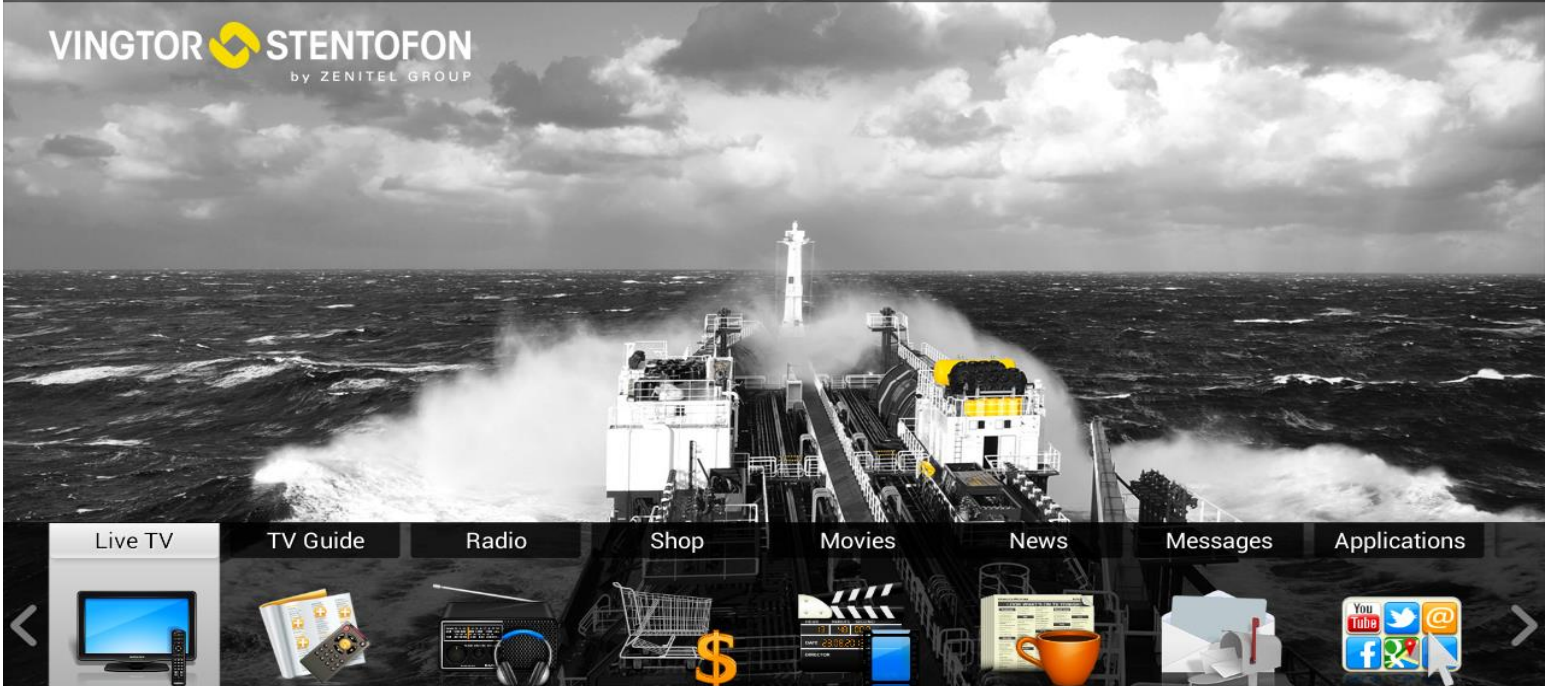 VINGTOR STENTOFON
by ZENITEL GROUP
Live TV
TV Guide
Radio
Shop
Movies
News
Messages
Applications
You
Tube